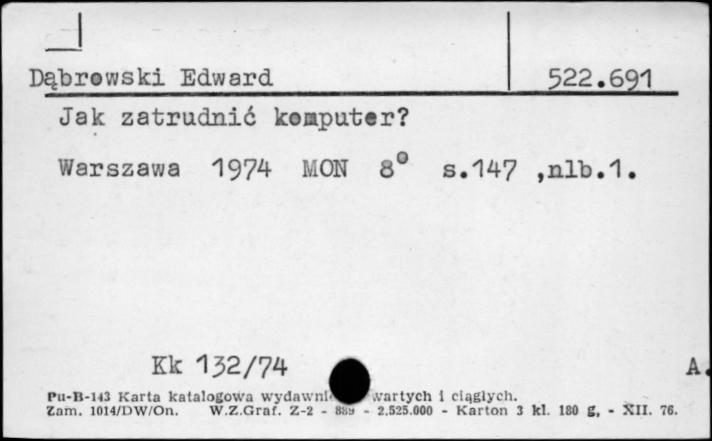 Dąbrowski Edward 522.691
Jak zatrudnić komputer?
Warszawa 1974 MON 8° s.147 ,nlb.1.
Kk 132/74 A.
Pu-B-143 Karta katalogowa wartych i ciągłych.
Zam. 1014/DW/On. W.Z.Graf. Z-2 - 889 - 2.525.000 - Karton 3 kl. 180 g, - XII. 76.